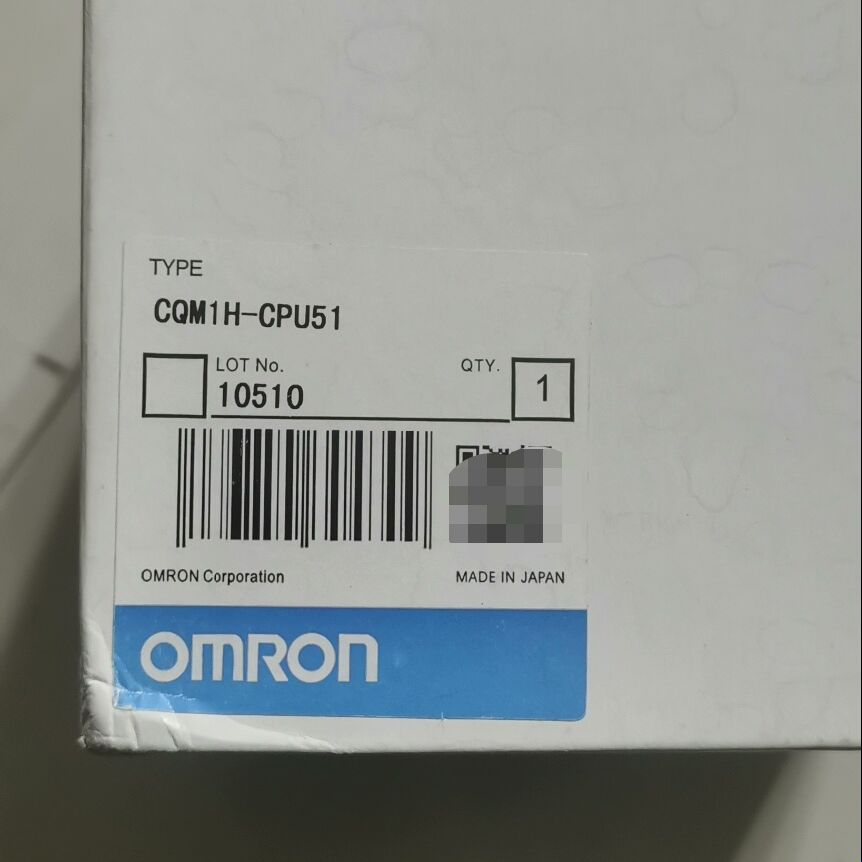 TYPE
CQM1H-CPU51
LOT No. QTY.
10510 1
OMRON Corporation MADE IN JAPAN
OMRON